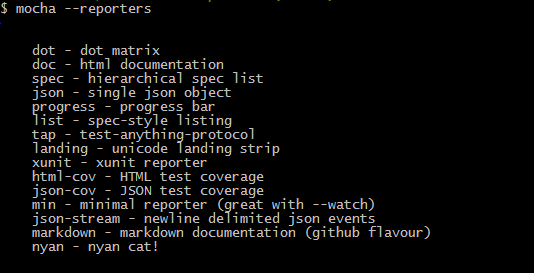 $ mocha --reporters
dot - dot matrix
doc - html documentation
spec - hierarchical spec list
json - single json object
progress - progress bar
list - spec-style listing
tap - test-anything-protocol
landing - unicode landing strip
xunit - xunit reporter
html-cov - HTML test coverage
json-cov - JSON test coverage
min - minimal reporter (great with --watch)
json-stream - newline delimited json events
markdown - markdown documentation (github flavour)
nyan - nyan cat!